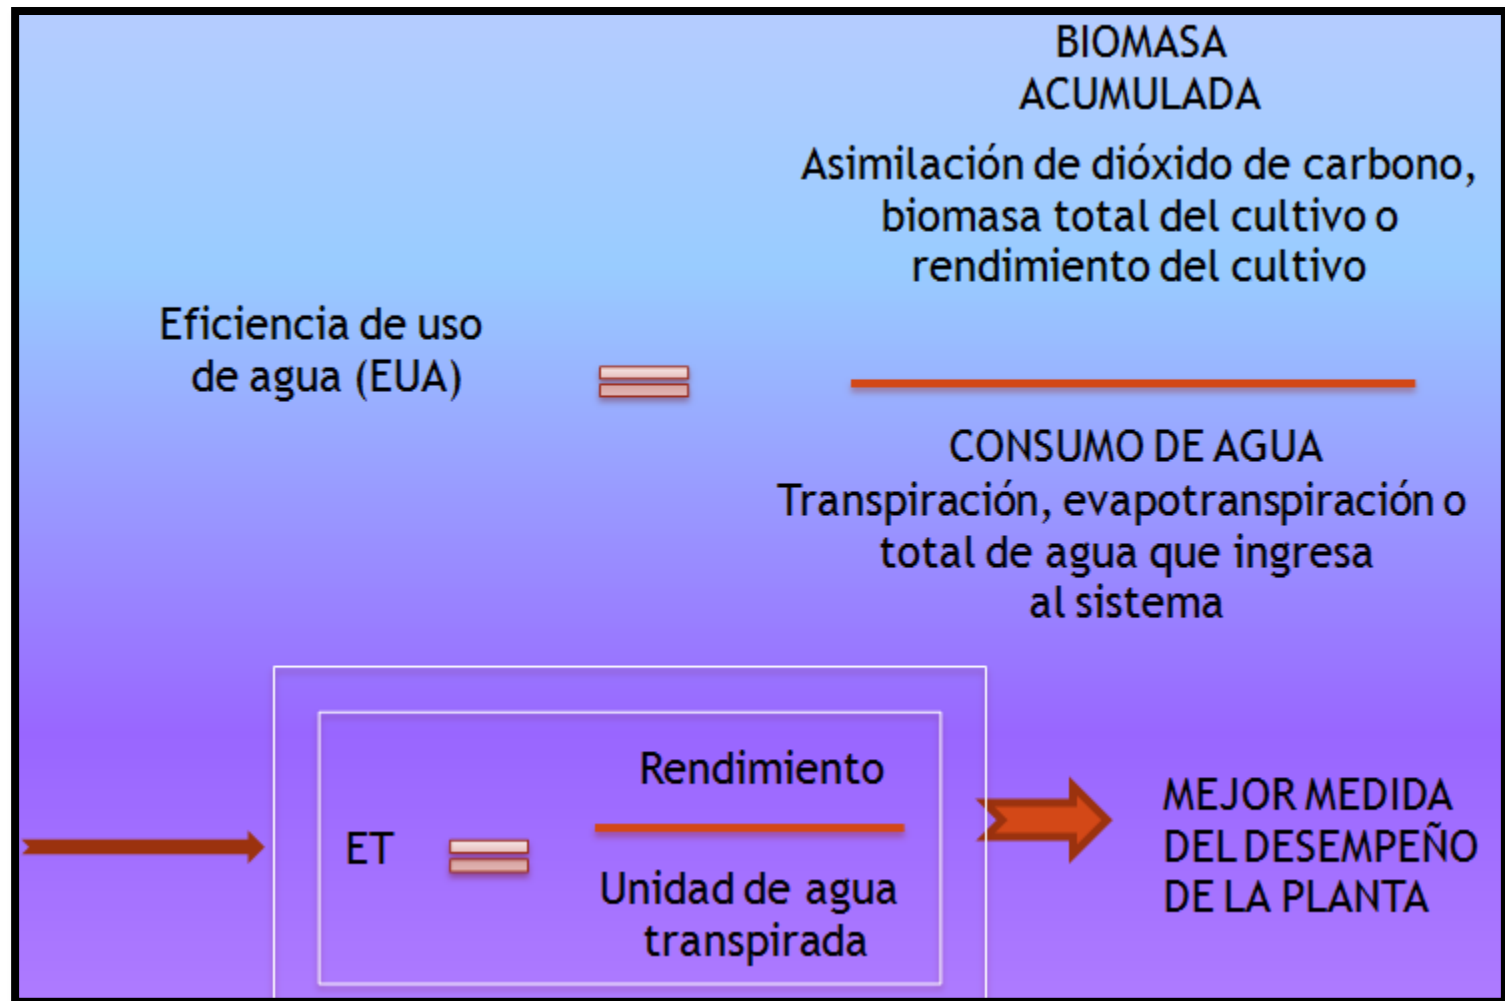 BIOMASA
ACUMULADA
Asimilación de dióxido de carbono,
biomasa total del cultivo o
rendimiento del cultivo
Eficiencia de uso
de agua (EUA)
CONSUMO DE AGUA
Transpiración, evapotranspiración o
total de agua que ingresa
al sistema
Rendimiento
ET
Unidad de agua
transpirada
MEJOR MEDIDA
DEL DESEMPEÑO
DE LA PLANTA